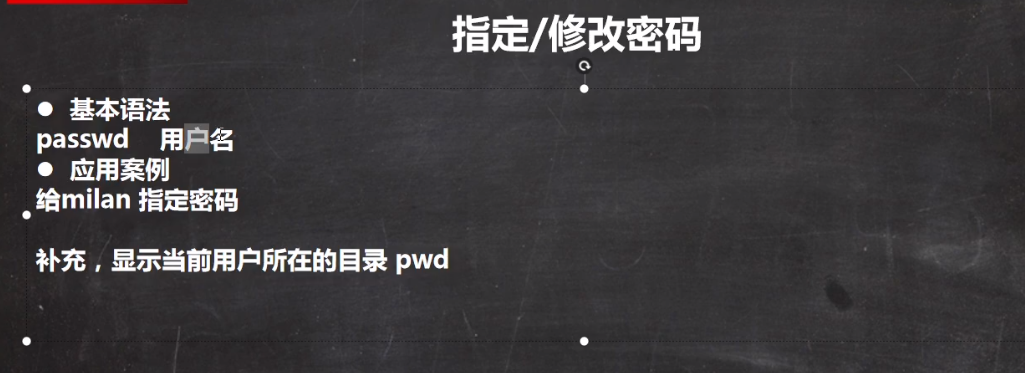 指定/修改密码
● 基本语法
passwd 用户名
● 应用案例
给milan 指定密码
补充，显示当前用户所在的目录 pwd